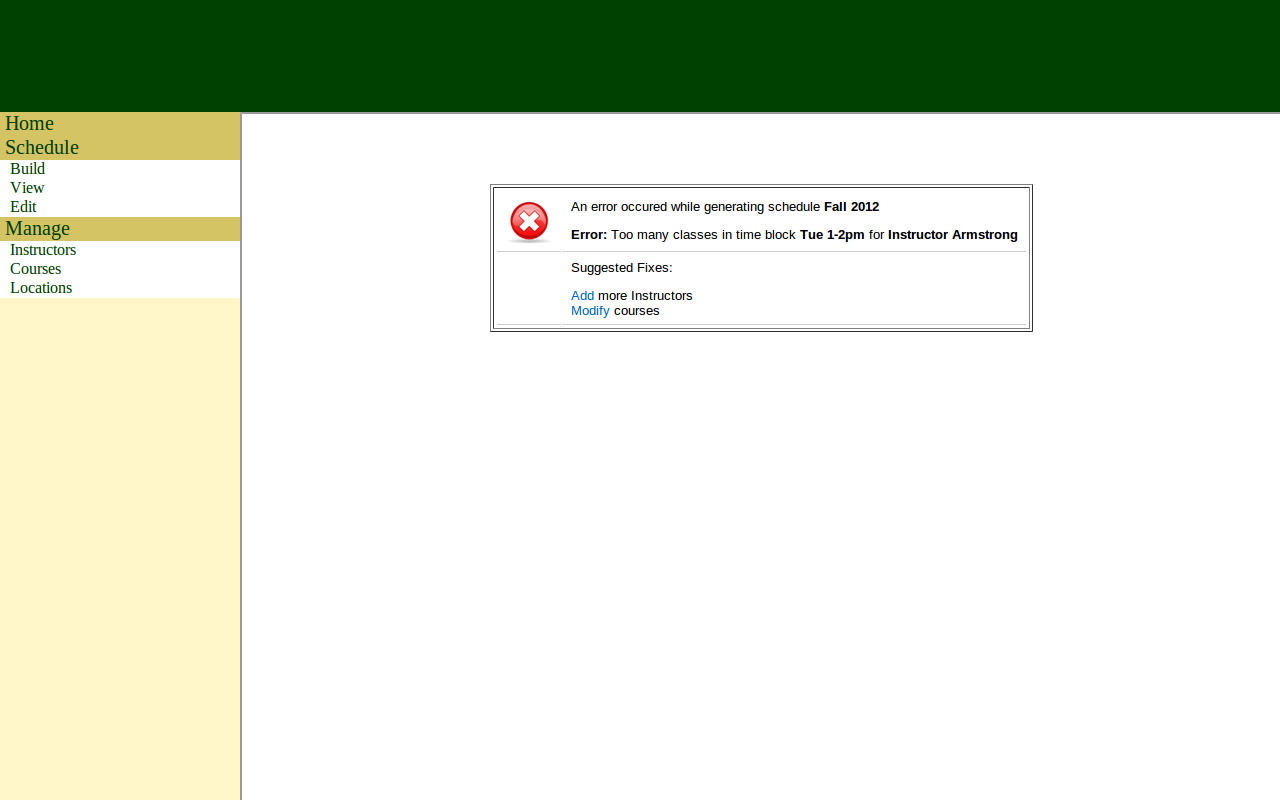 Home
Schedule
Build
View
Edit
Manage
Instructors
Courses
Locations
An error occured while generating schedule Fall 2012
Error: Too many classes in time block Tue 1-2pm for Instructor Armstrong
Suggested Fixes:
Add more Instructors
Modify courses